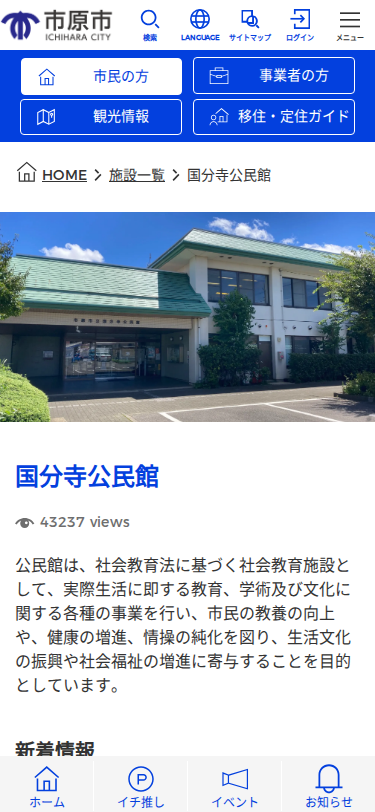 市原市
ICHIHARA CITY
検索
LANGUAGE
サイトマップ
ログイン
メニュー
市民の方
事業者の方
観光情報
移住・定住ガイド
HOME > 施設一覧 > 国分寺公民館
国分寺公民館
43237 views
公民館は、社会教育法に基づく社会教育施設と
して、実際生活に即する教育、学術及び文化に
関する各種の事業を行い、市民の教養の向上
や、健康の増進、情操の純化を図り、生活文化
の振興や社会福祉の増進に寄与することを目的
としています。
新着情報
ホーム
イチ推し
イベント
お知らせ